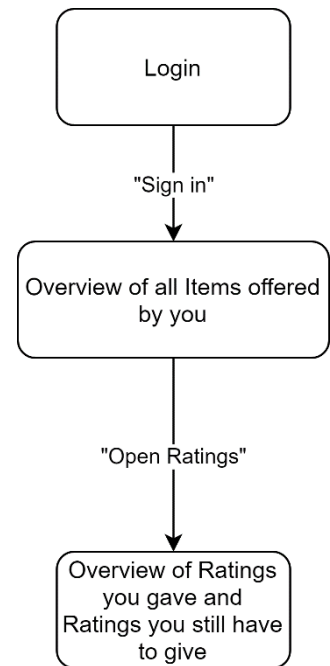 Login
"Sign in"
Overview of all Items offered
by you
"Open Ratings"
Overview of Ratings
you gave and
Ratings you still have
to give